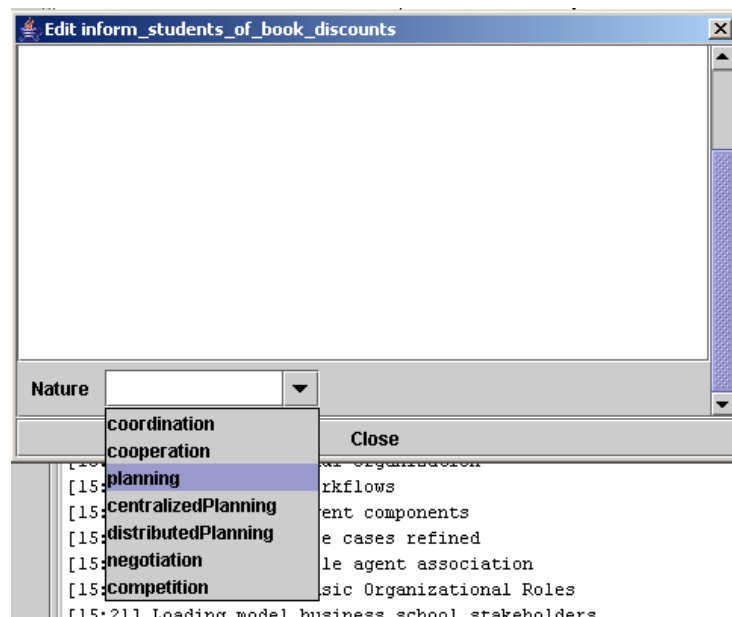 Edit inform_students_of_book_discounts
Nature
coordination
cooperation
planning
centralizedPlanning
distributedPlanning
negotiation
competition
Close
[15: rkflows
[15: ent components
[15: e cases refined
[15: le agent association
[15: sic Organizational Roles
[15:21] Loading model business school stakeholders